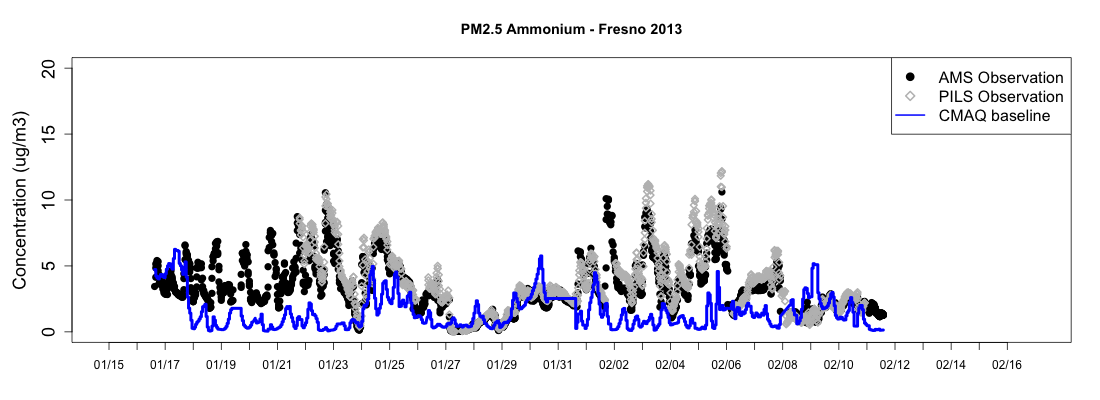 PM2.5 Ammonium - Fresno 2013
AMS Observation
PILS Observation
CMAQ baseline
Concentration (ug/m3)
20
15
10
5
0
01/15 01/17 01/19 01/21 01/23 01/25 01/27 01/29 01/31 02/02 02/04 02/06 02/08 02/10 02/12 02/14 02/16